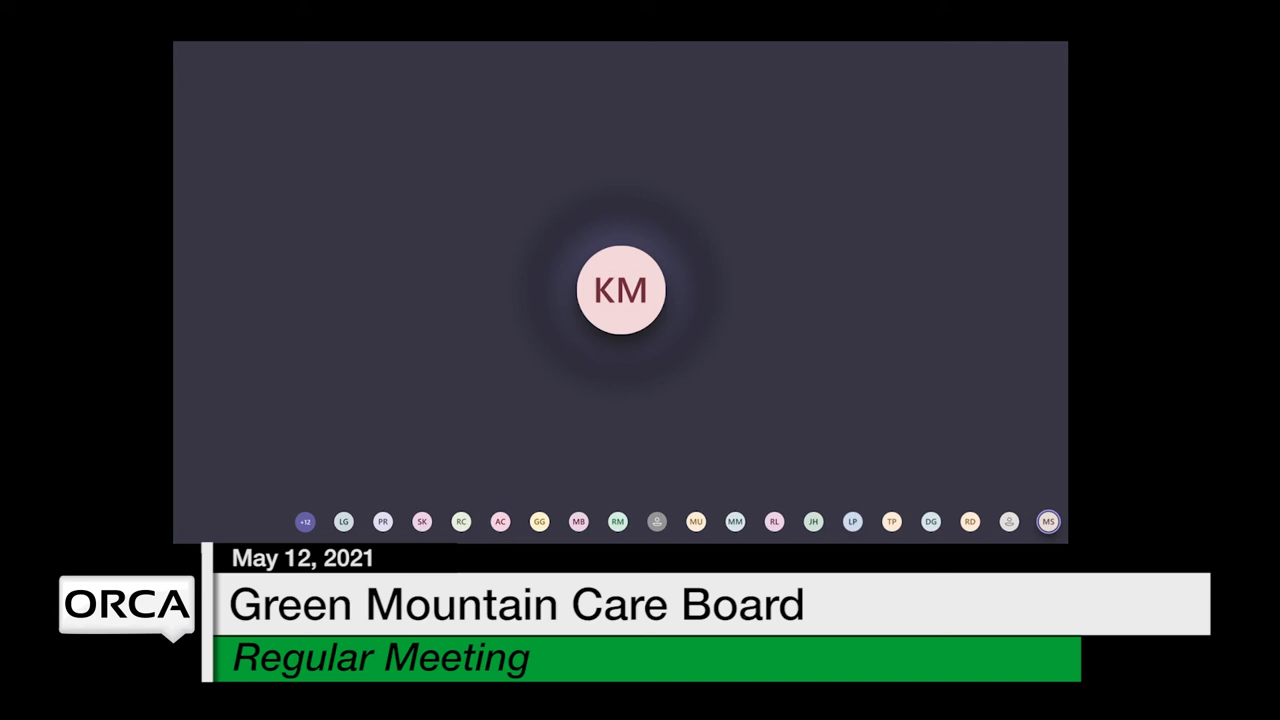 KM
+12 LG PR SK RC AC GG MB RM MU MM RL JH LP TP DG RD MS
May 12, 2021
ORCA
Green Mountain Care Board
Regular Meeting